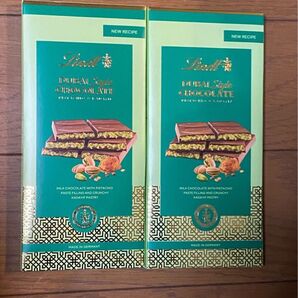 NEW RECIPE
Lindt
DUBAI Style
CHOCOLATE
MILK CHOCOLATE WITH PISTACHIO
PASTE FILLING AND CRUNCHY
KADAYIF PASTRY
MADE IN GERMANY
NEW RECIPE
Lindt
DUBAI Style
CHOCOLATE
MILK CHOCOLATE WITH PISTACHIO
PASTE FILLING AND CRUNCHY
KADAYIF PASTRY
MADE IN GERMANY